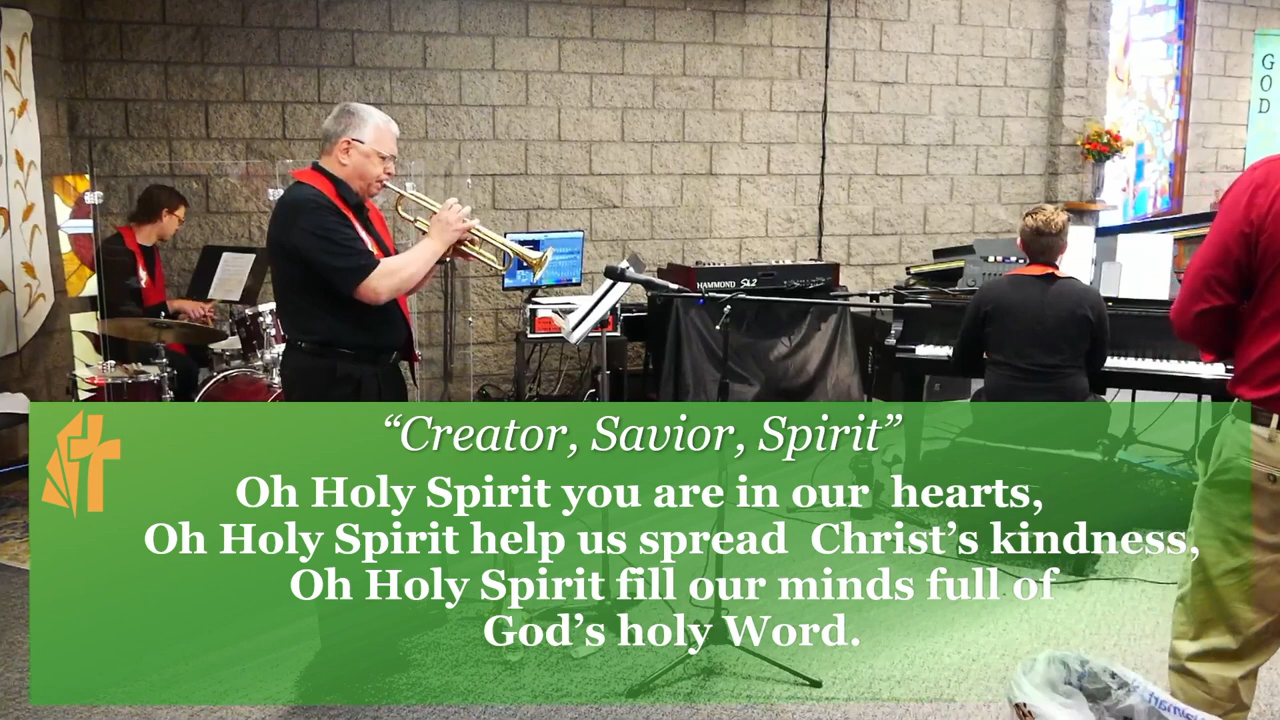 GOD
HAMMOND SK2
“Creator, Savior, Spirit”
Oh Holy Spirit you are in our hearts,
Oh Holy Spirit help us spread Christ’s kindness,
Oh Holy Spirit fill our minds full of
God’s holy Word.